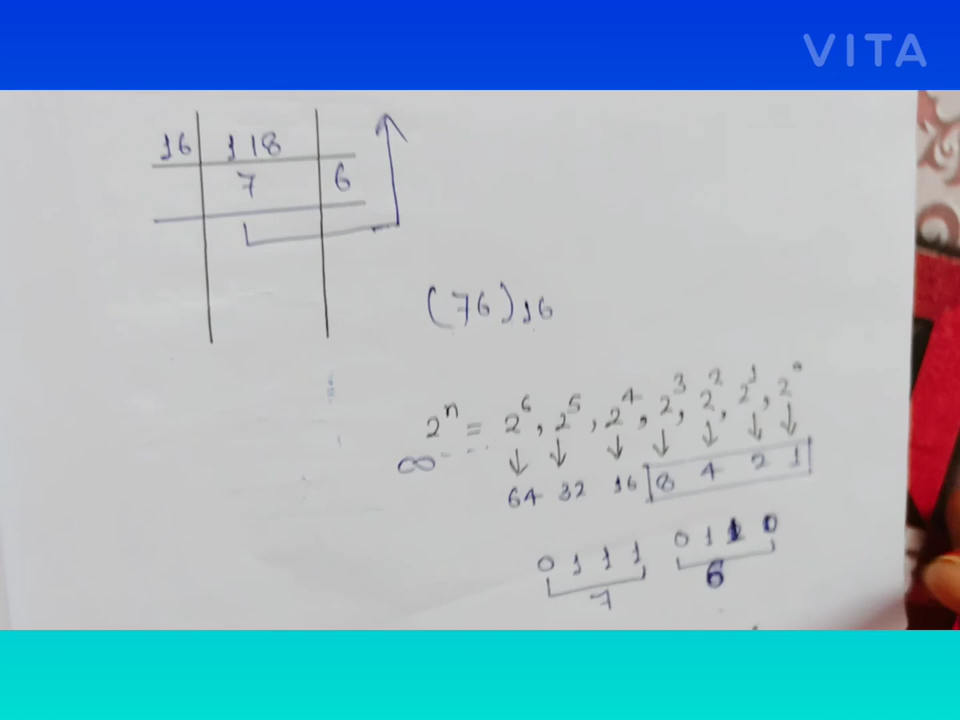 VITA
16 118
7 6
(76)16
2^n = 2^6, 2^5, 2^4, 2^3, 2^2, 2^1, 2^0
∞ - - -
↓ ↓ ↓ ↓ ↓ ↓ ↓
64 32 16 8 4 2 1
0 1 1 1 0 1 1 0
7 6